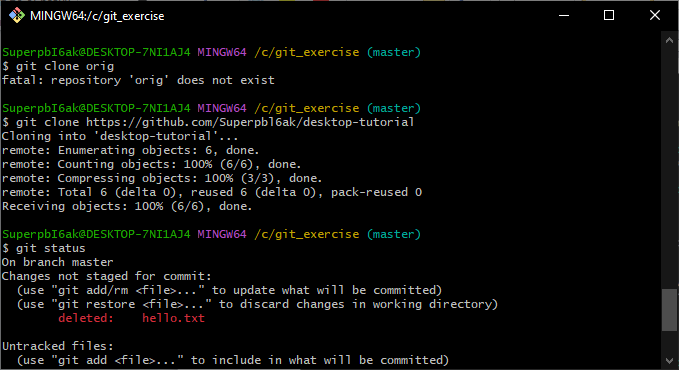 MINGW64:/c/git_exercise
SuperpbI6ak@DESKTOP-7NI1AJ4 MINGW64 /c/git_exercise (master)
$ git clone orig
fatal: repository 'orig' does not exist
SuperpbI6ak@DESKTOP-7NI1AJ4 MINGW64 /c/git_exercise (master)
$ git clone https://github.com/Superpbl6ak/desktop-tutorial
Cloning into 'desktop-tutorial'...
remote: Enumerating objects: 6, done.
remote: Counting objects: 100% (6/6), done.
remote: Compressing objects: 100% (3/3), done.
remote: Total 6 (delta 0), reused 6 (delta 0), pack-reused 0
Receiving objects: 100% (6/6), done.
SuperpbI6ak@DESKTOP-7NI1AJ4 MINGW64 /c/git_exercise (master)
$ git status
On branch master
Changes not staged for commit:
  (use "git add/rm <file>..." to update what will be committed)
  (use "git restore <file>..." to discard changes in working directory)
        deleted:    hello.txt
Untracked files:
  (use "git add <file>..." to include in what will be committed)